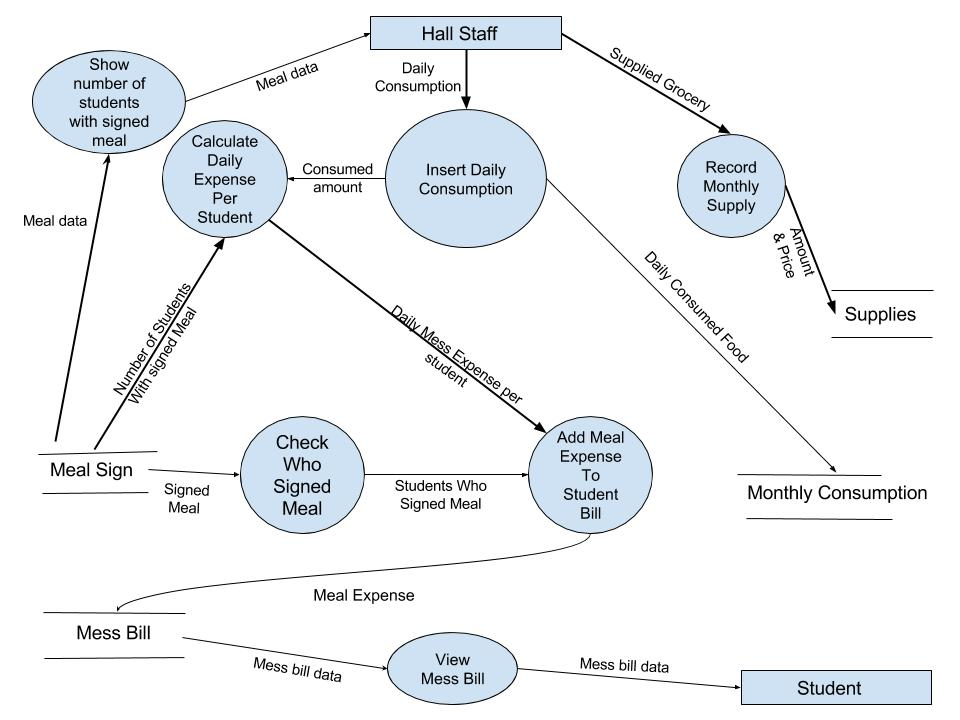 Hall Staff
Show
number of
students
with signed
meal
Meal data
Daily
Consumption
Supplied Grocery
Calculate
Daily
Expense
Per
Student
Consumed
amount
Insert Daily
Consumption
Record
Monthly
Supply
Meal data
Amount
& Price
Number of Students
With signed Meal
Daily Mess Expense per
student
Daily Consumed Food
Supplies
Meal Sign
Signed
Meal
Check
Who
Signed
Meal
Students Who
Signed Meal
Add Meal
Expense
To
Student
Bill
Monthly Consumption
Meal Expense
Mess Bill
Mess bill data
View
Mess Bill
Mess bill data
Student